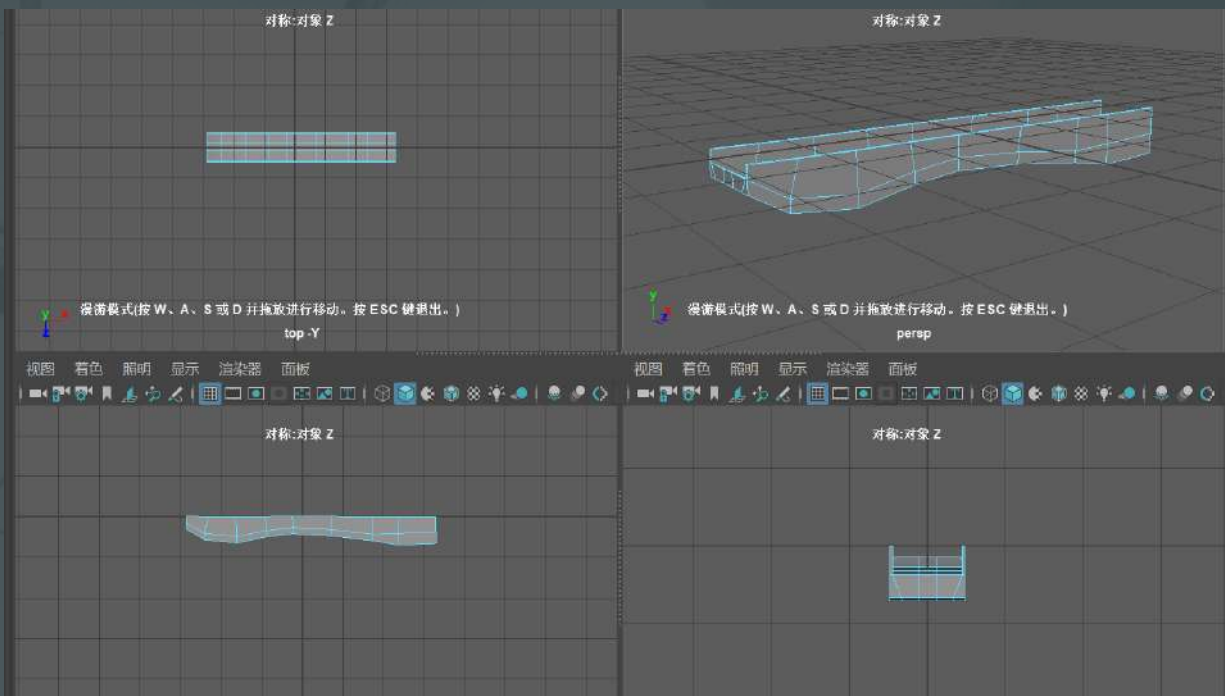 对称:对象 Z
对称:对象 Z
漫游模式(按 W、A、S 或 D 并拖放进行移动。按 ESC 键退出。)
top -Y
y x
z
漫游模式(按 W、A、S 或 D 并拖放进行移动。按 ESC 键退出。)
persp
y
x
z
视图 着色 照明 显示 渲染器 面板
视图 着色 照明 显示 渲染器 面板
对称:对象 Z
对称:对象 Z